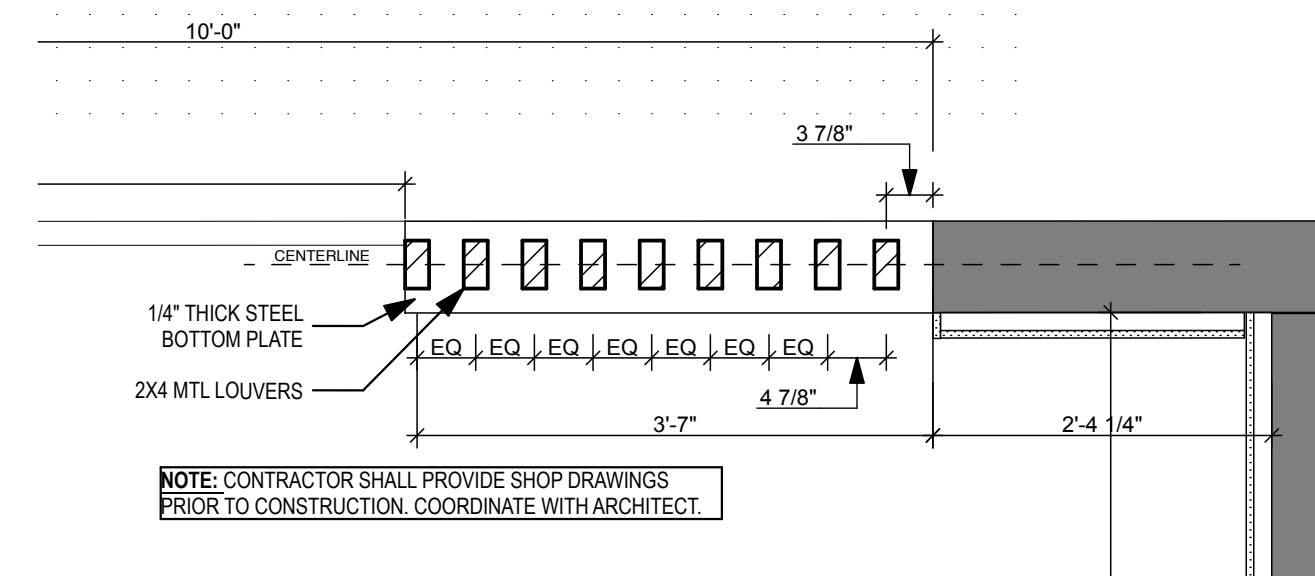 10'-0"
3 7/8"
CENTERLINE
1/4" THICK STEEL
BOTTOM PLATE
EQ EQ EQ EQ EQ EQ EQ
2X4 MTL LOUVERS
4 7/8"
3'-7"
2'-4 1/4"
NOTE: CONTRACTOR SHALL PROVIDE SHOP DRAWINGS
PRIOR TO CONSTRUCTION. COORDINATE WITH ARCHITECT.